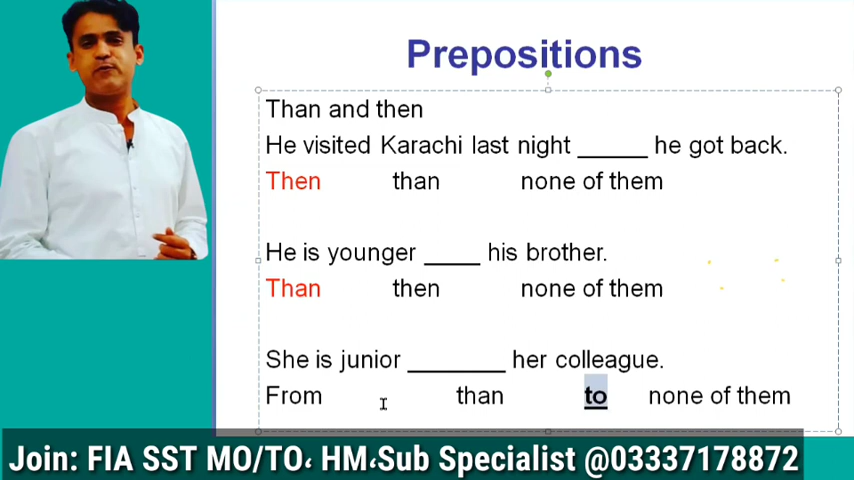 Prepositions
Than and then
He visited Karachi last night _____ he got back.
Then than none of them
He is younger ____ his brother.
Than then none of them
She is junior _______ her colleague.
From than to none of them
Join: FIA SST MO/TO، HM،Sub Specialist @03337178872